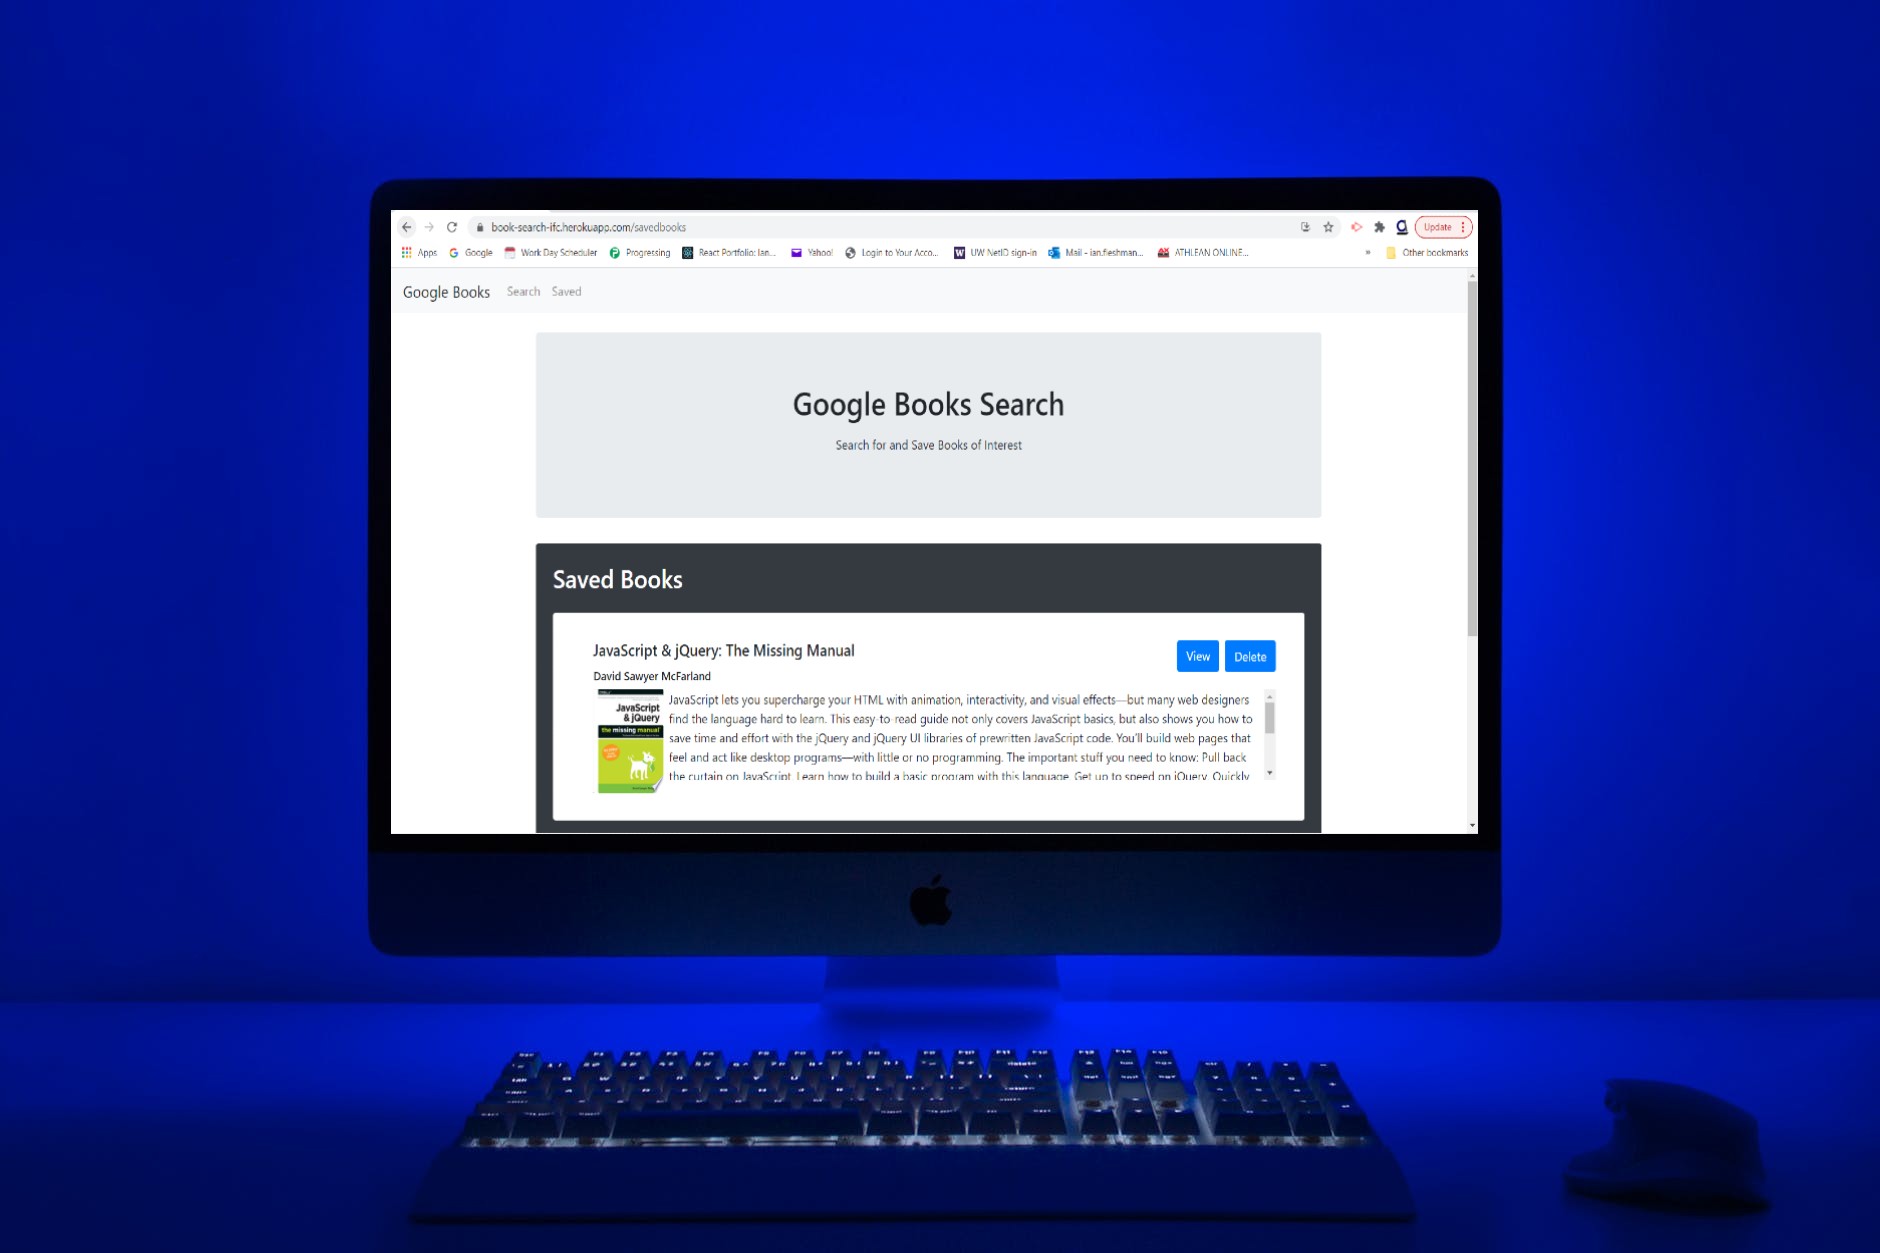 book-search-ifc.herokuapp.com/savedbooks
Update
Apps Google Work Day Scheduler Progressing React Portfolio: Ian... Yahoo! Login to Your Acco... UW NetID sign-in Mail - ian.fleshman... ATHLEAN ONLINE... » Other bookmarks
Google Books Search Saved
Google Books Search
Search for and Save Books of Interest
Saved Books
JavaScript & jQuery: The Missing Manual
View Delete
David Sawyer McFarland
JavaScript
& jQuery
the missing manual
JavaScript lets you supercharge your HTML with animation, interactivity, and visual effects—but many web designers
find the language hard to learn. This easy-to-read guide not only covers JavaScript basics, but also shows you how to
save time and effort with the jQuery and jQuery UI libraries of prewritten JavaScript code. You'll build web pages that
feel and act like desktop programs—with little or no programming. The important stuff you need to know: Pull back
the curtain on JavaScript. Learn how to build a basic program with this language. Get up to speed on jQuery. Quickly